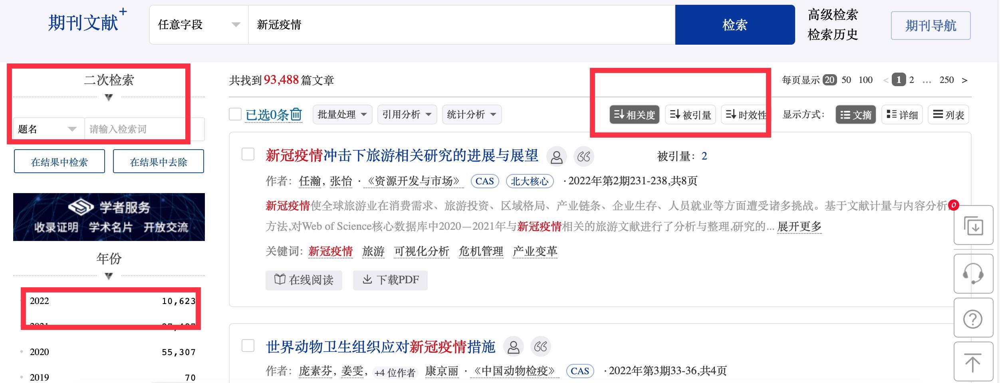 期刊文献+
任意字段 新冠疫情 检索
高级检索
检索历史
期刊导航
二次检索
题名 请输入检索词
在结果中检索 在结果中去除
学者服务
收录证明 学术名片 开放交流
年份
2022 10,623
2021
2020 55,307
2019 70
共找到93,488篇文章
每页显示 20 50 100 < 1 2 ... 250 >
已选0条 批量处理 引用分析 统计分析 相关度 被引量 时效性 显示方式: 文摘 详细 列表
新冠疫情冲击下旅游相关研究的进展与展望 被引量: 2
作者: 任瀚, 张怡 · 《资源开发与市场》 CAS 北大核心 ·2022年第2期231-238,共8页
新冠疫情使全球旅游业在消费需求、旅游投资、区域格局、产业链条、企业生存、人员就业等方面遭受诸多挑战。基于文献计量与内容分析
方法,对Web of Science核心数据库中2020—2021年与新冠疫情相关的旅游文献进行了分析与整理,研究的... 展开更多
关键词: 新冠疫情 旅游 可视化分析 危机管理 产业变革
在线阅读 下载PDF
世界动物卫生组织应对新冠疫情措施
作者: 庞素芬, 姜雯, +4 位作者 康京丽 · 《中国动物检疫》 CAS ·2022年第3期33-36,共4页
0